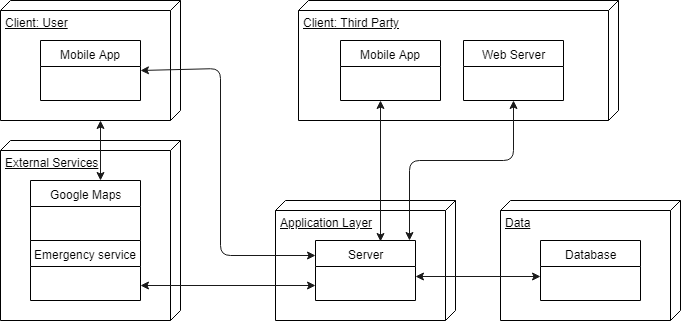 Client: User
Mobile App
Client: Third Party
Mobile App
Web Server
External Services
Google Maps
Emergency service
Application Layer
Server
Data
Database